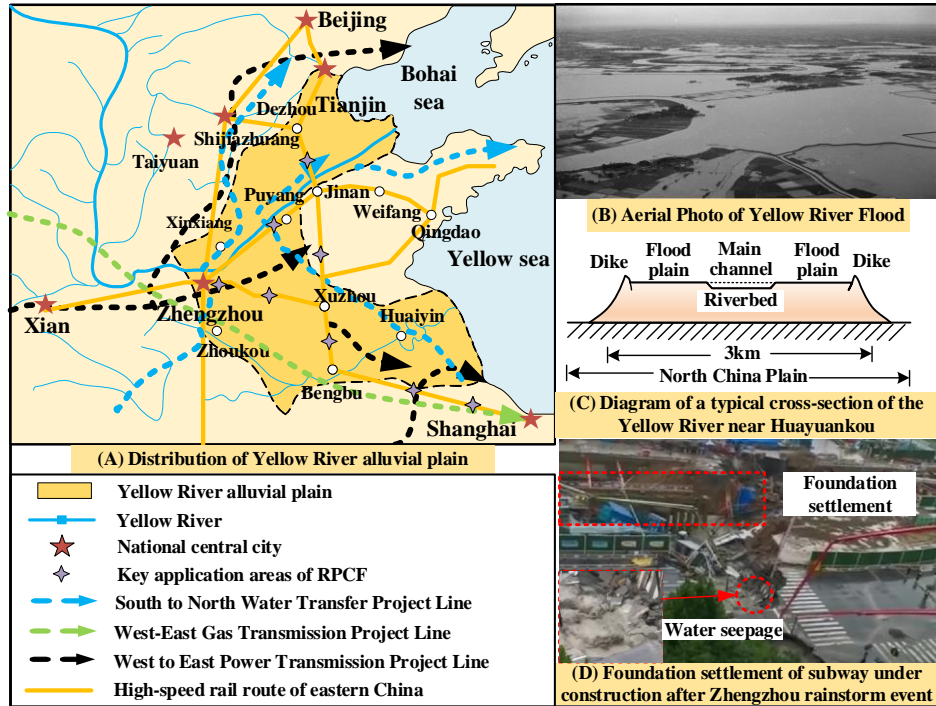 Beijing
Bohai
sea
Dezhou
Tianjin
Shijiazhuang
Taiyuan
Puyang
Jinan
Weifang
Xinxiang
Qingdao
Yellow sea
Xuzhou
Xian
Zhengzhou
Huaiyin
Zhoukou
Bengbu
Shanghai
(A) Distribution of Yellow River alluvial plain
Yellow River alluvial plain
Yellow River
National central city
Key application areas of RPCF
South to North Water Transfer Project Line
West-East Gas Transmission Project Line
West to East Power Transmission Project Line
High-speed rail route of eastern China
(B) Aerial Photo of Yellow River Flood
Dike
Flood
plain
Main
channel
Flood
plain
Dike
Riverbed
3km
North China Plain
(C) Diagram of a typical cross-section of the
Yellow River near Huayuankou
Foundation
settlement
Water seepage
(D) Foundation settlement of subway under
construction after Zhengzhou rainstorm event